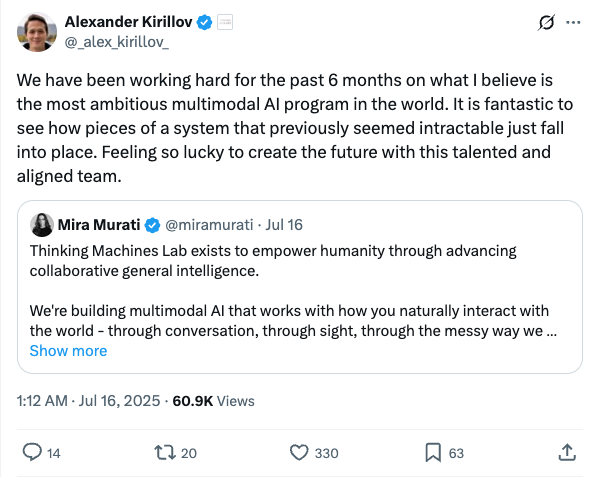 Alexander Kirillov
@_alex_kirillov_
We have been working hard for the past 6 months on what I believe is
the most ambitious multimodal AI program in the world. It is fantastic to
see how pieces of a system that previously seemed intractable just fall
into place. Feeling so lucky to create the future with this talented and
aligned team.
Mira Murati @miramurati · Jul 16
Thinking Machines Lab exists to empower humanity through advancing
collaborative general intelligence.
We're building multimodal AI that works with how you naturally interact with
the world - through conversation, through sight, through the messy way we ...
Show more
1:12 AM · Jul 16, 2025 · 60.9K Views
14 20 330 63